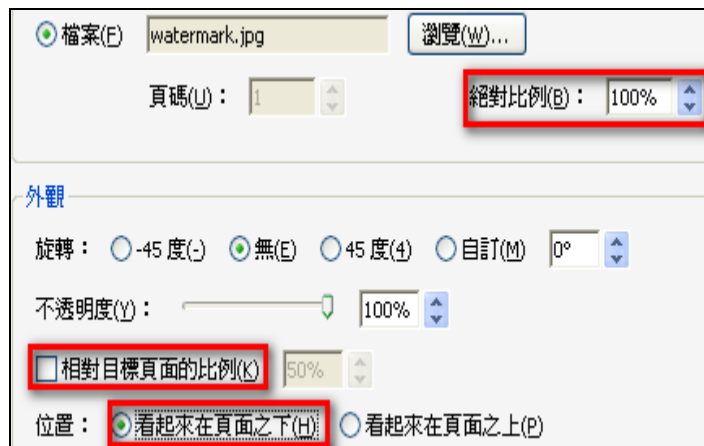 檔案(F) watermark.jpg 瀏覽(W)...
頁碼(U)： 1 絕對比例(B)： 100%
外觀
旋轉： -45 度(-) 無(E) 45 度(4) 自訂(M) 0°
不透明度(Y)： 100%
相對目標頁面的比例(K) 50%
位置： 看起來在頁面之下(H) 看起來在頁面之上(P)